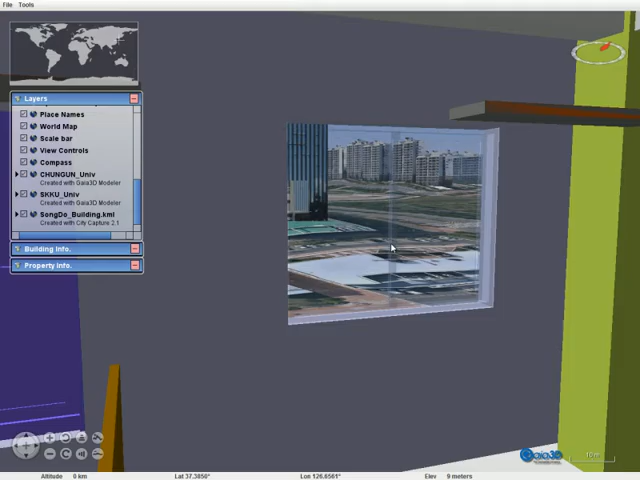 File Tools
Layers
Place Names
World Map
Scale bar
View Controls
Compass
CHUNGUN_Univ
Created with Gaia3D Modeler
SKKU_Univ
Created with Gaia3D Modeler
SongDo_Building.kml
Created with City Capture 2.1
Building Info.
Property Info.
Gaia3D
10 m
Altitude 0 km Lat 37.3850° Lon 126.6561° Elev 9 meters